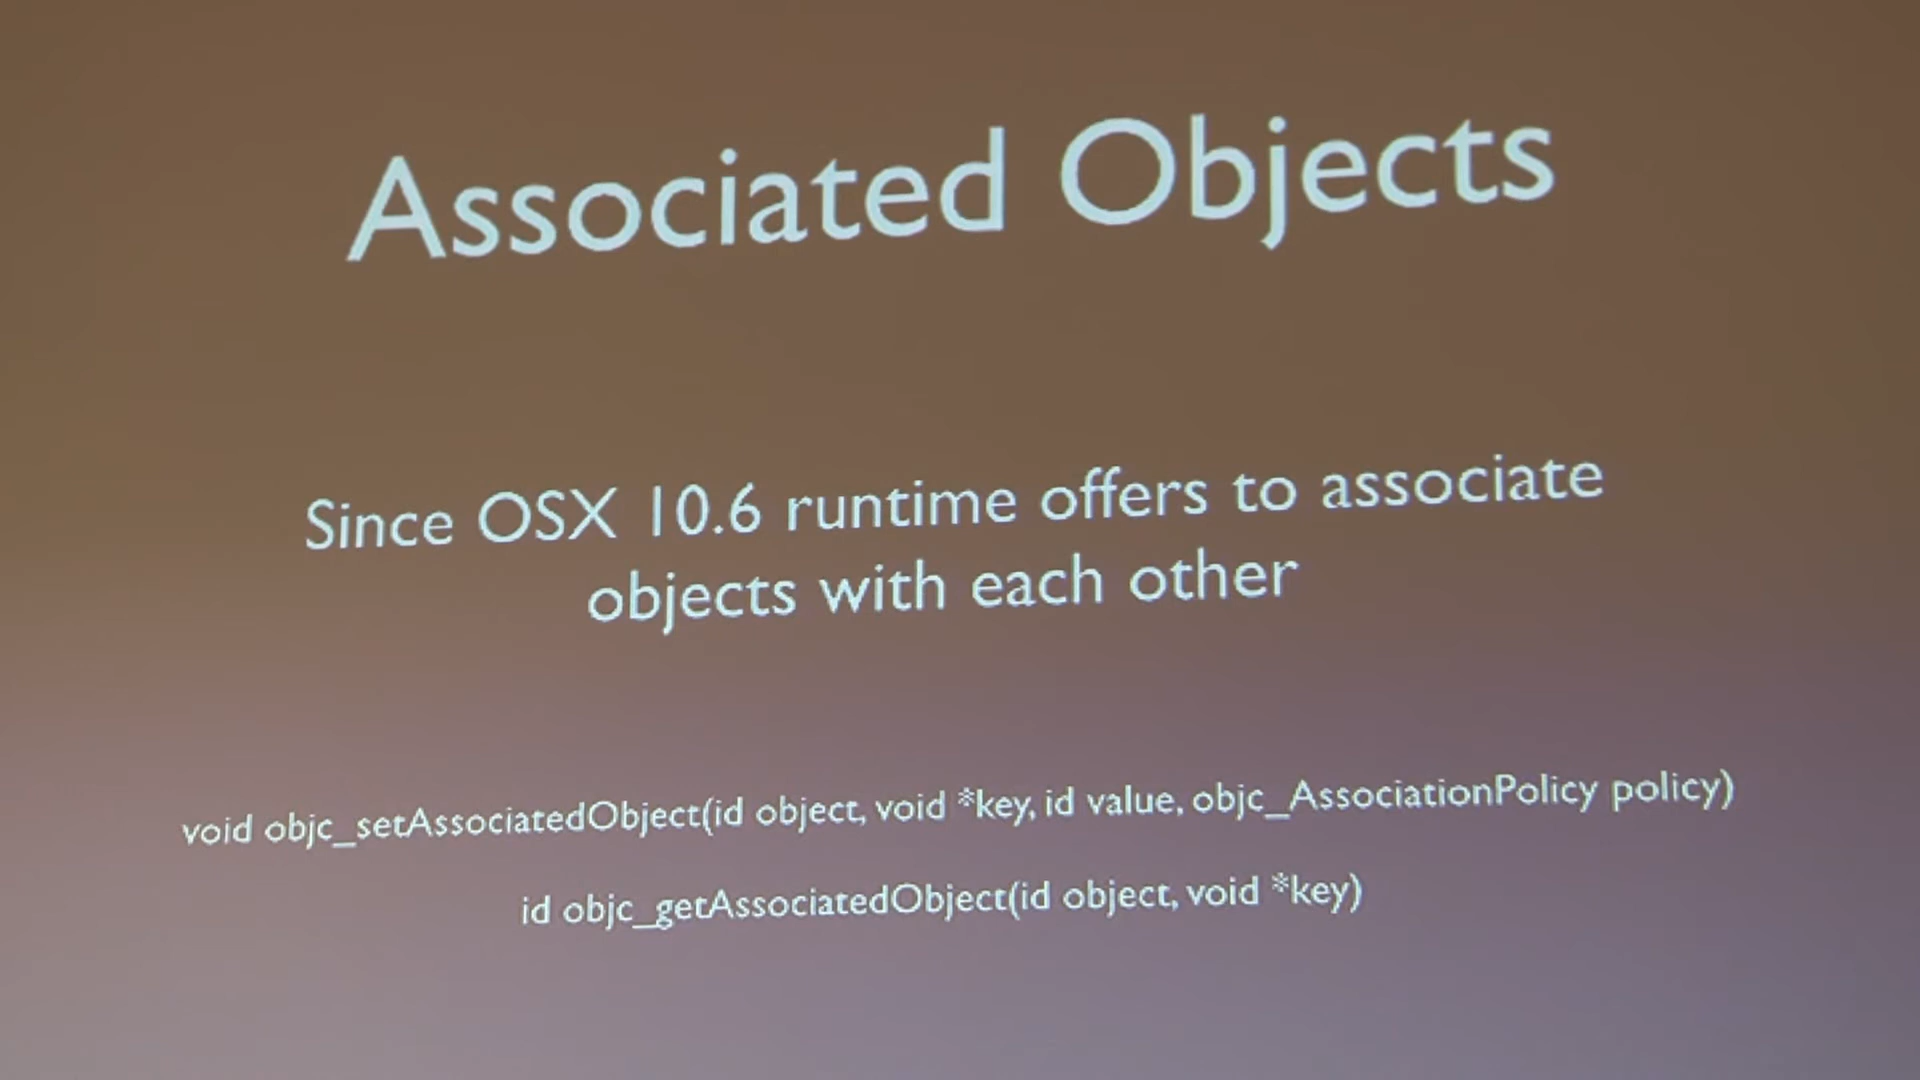 Associated Objects
Since OSX 10.6 runtime offers to associate
objects with each other
void objc_setAssociatedObject(id object, void *key, id value, objc_AssociationPolicy policy)
id objc_getAssociatedObject(id object, void *key)